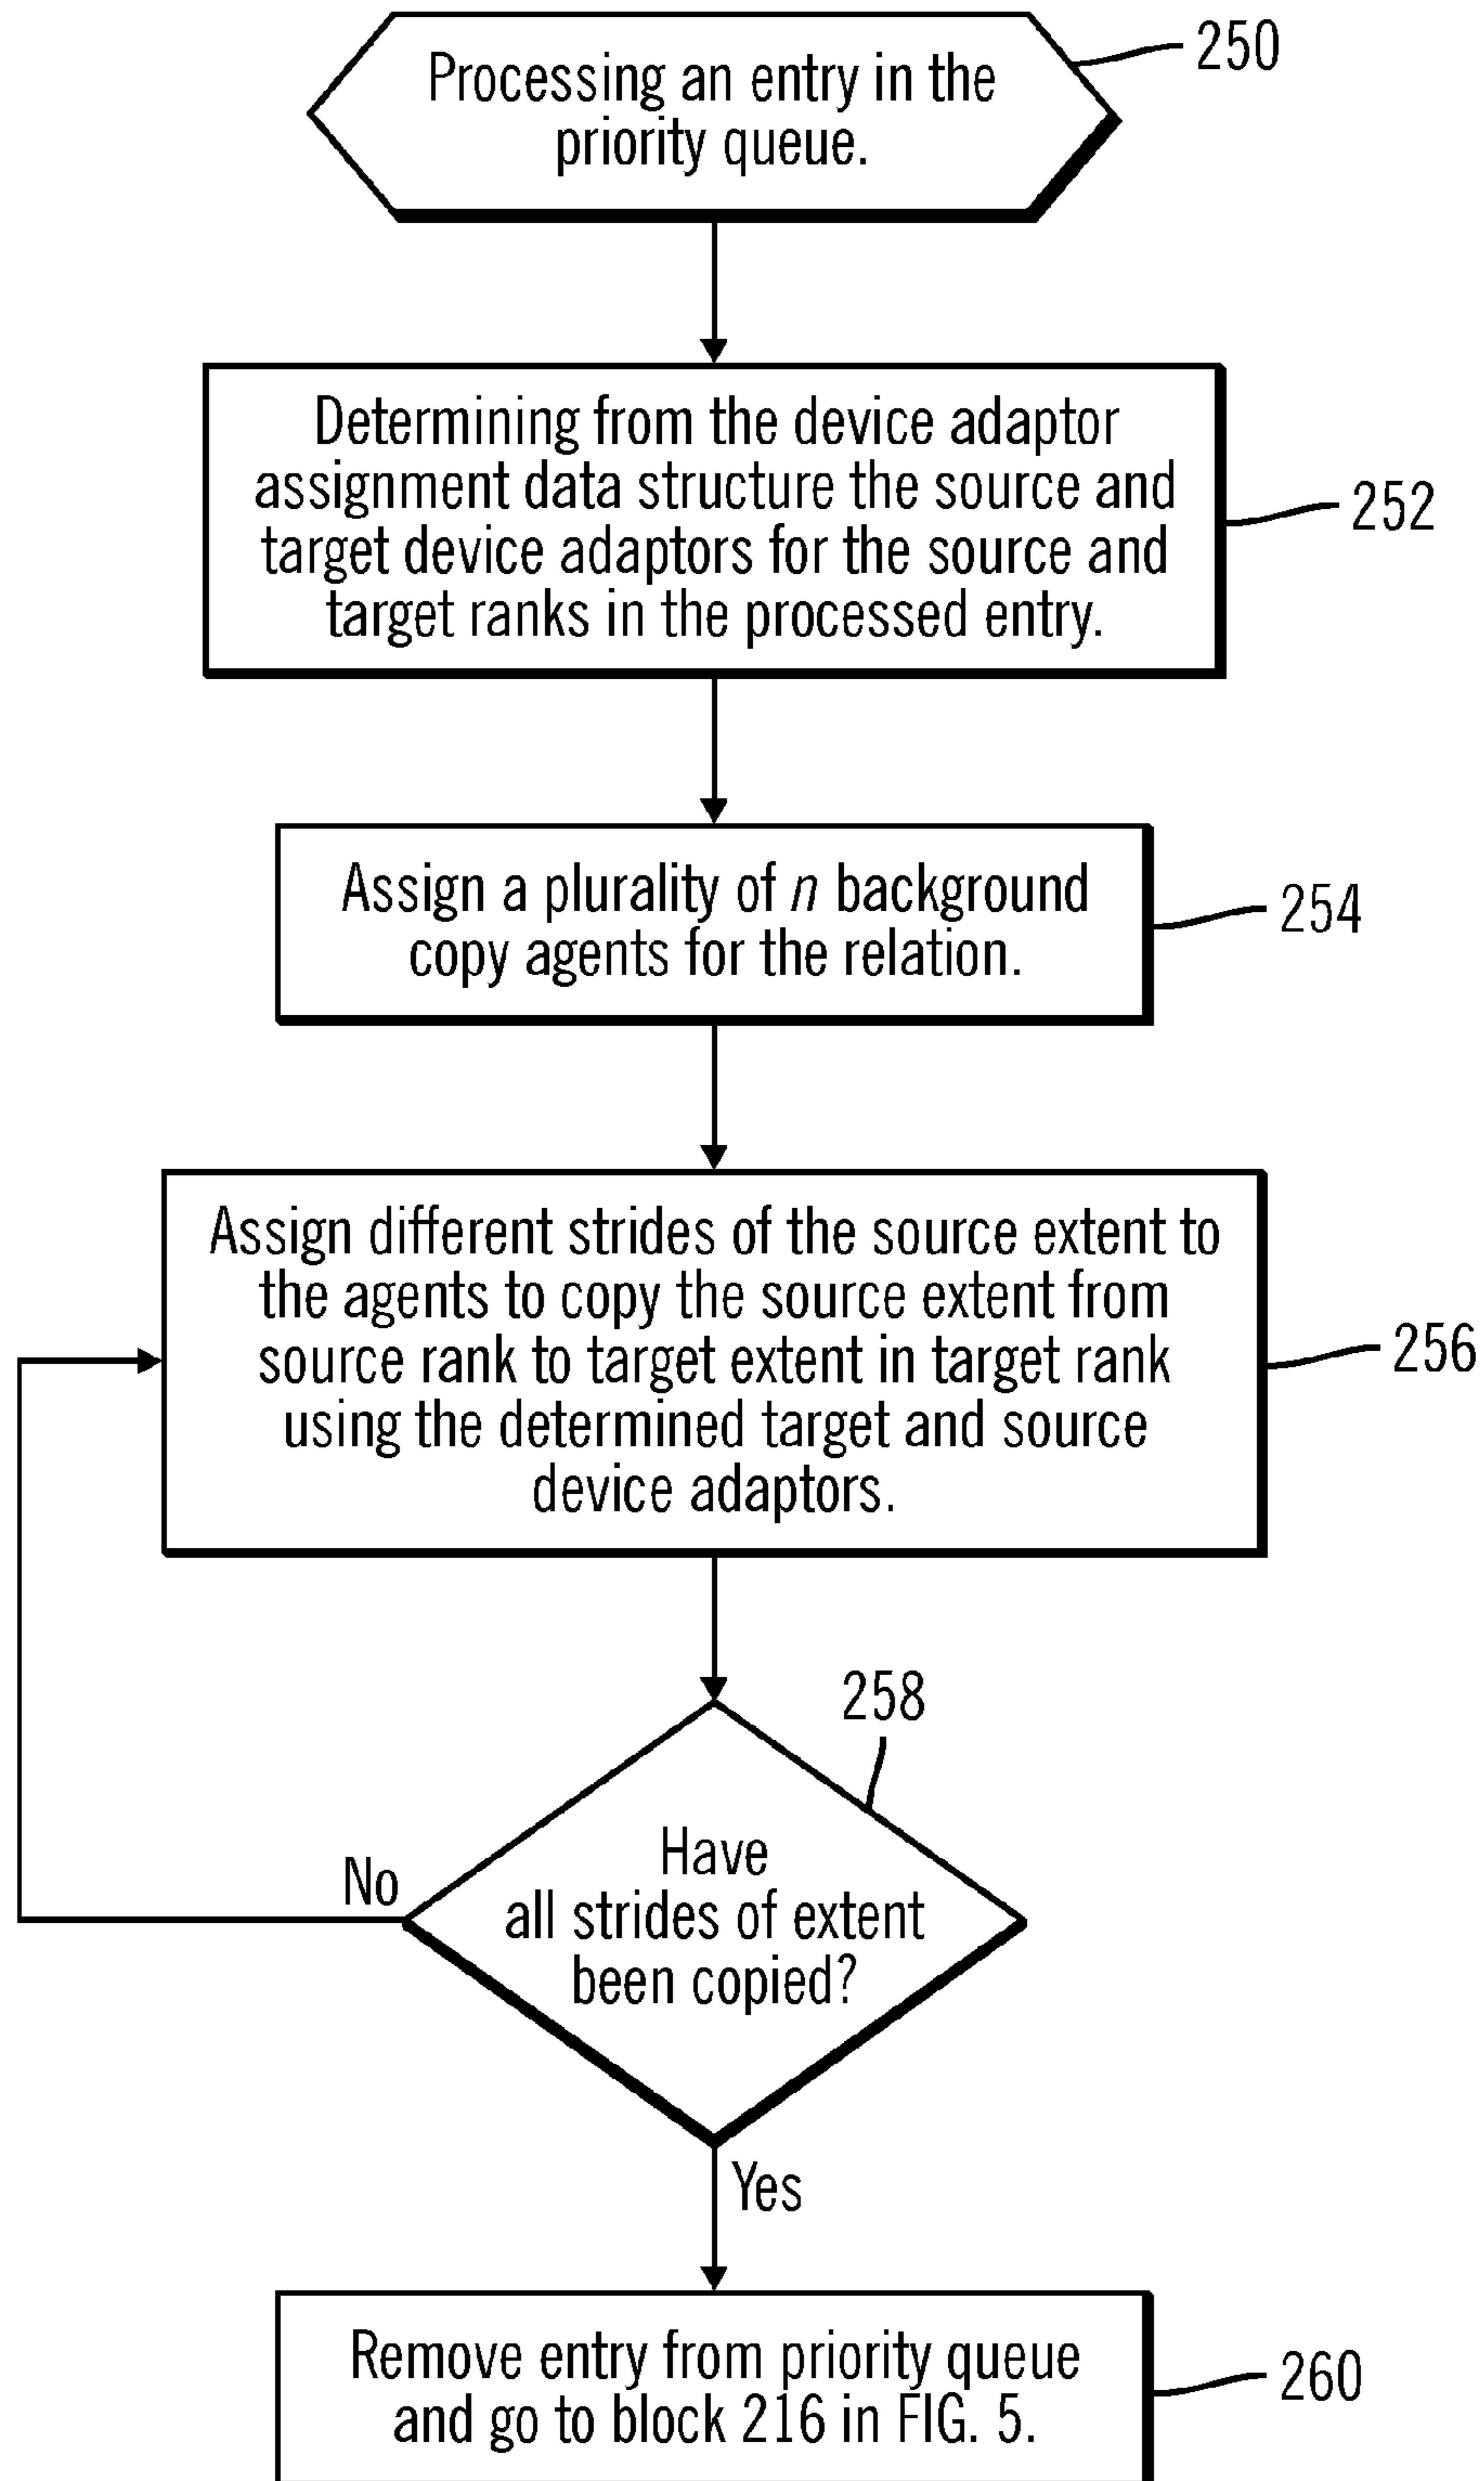 Processing an entry in the
priority queue.
250
Determining from the device adaptor
assignment data structure the source and
target device adaptors for the source and
target ranks in the processed entry.
252
Assign a plurality of n background
copy agents for the relation.
254
Assign different strides of the source extent to
the agents to copy the source extent from
source rank to target extent in target rank
using the determined target and source
device adaptors.
256
258
Have
all strides of extent
been copied?
No
Yes
Remove entry from priority queue
and go to block 216 in FIG. 5.
260